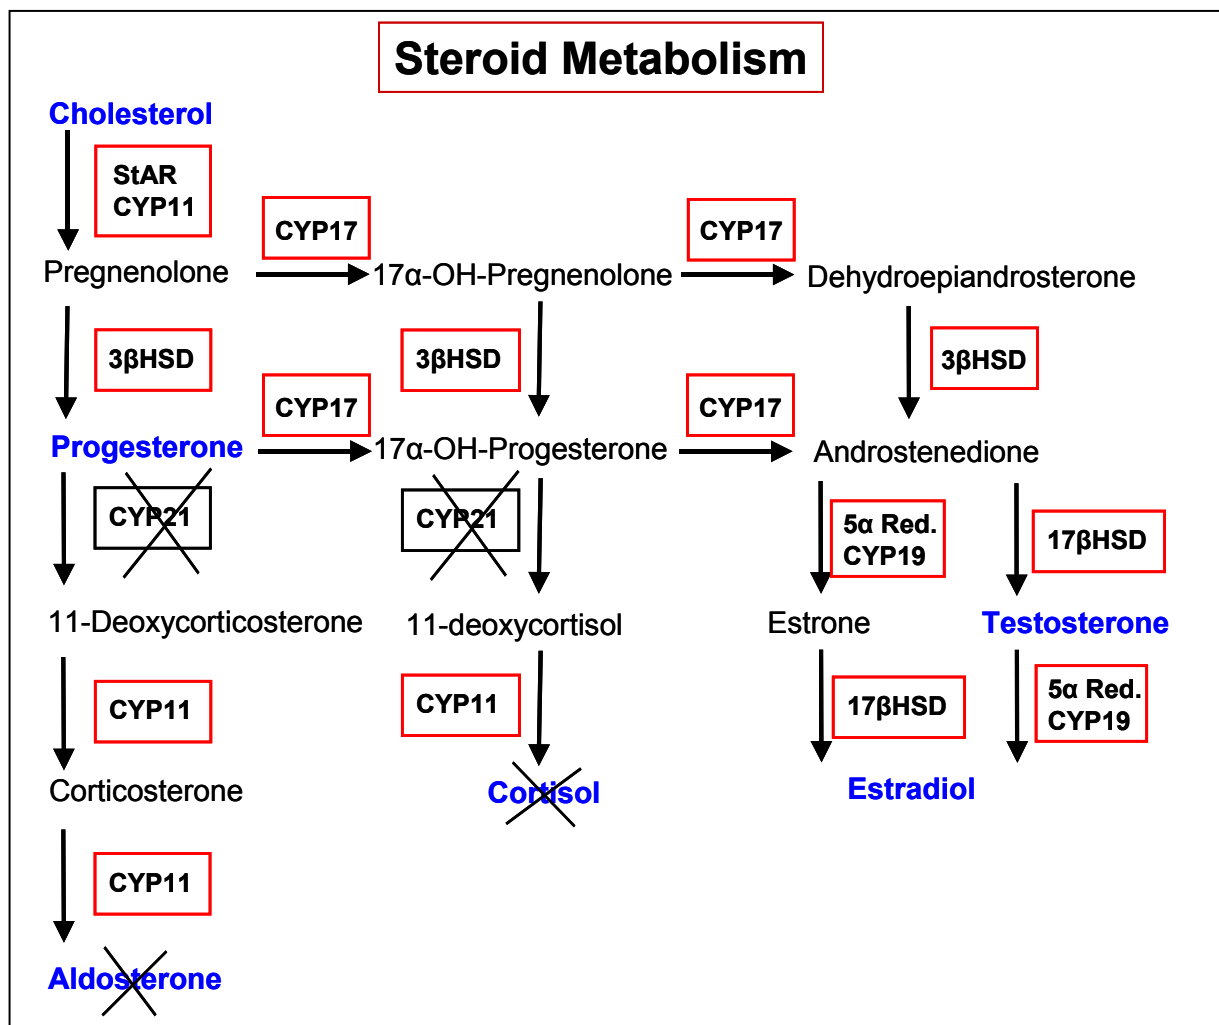 Steroid Metabolism
Cholesterol
StAR
CYP11
CYP17
CYP17
Pregnenolone
17α-OH-Pregnenolone
Dehydroepiandrosterone
3βHSD
3βHSD
3βHSD
CYP17
CYP17
Progesterone
17α-OH-Progesterone
Androstenedione
CYP21
CYP21
5α Red.
CYP19
17βHSD
11-Deoxycorticosterone
11-deoxycortisol
Estrone
Testosterone
CYP11
CYP11
17βHSD
5α Red.
CYP19
Corticosterone
Cortisol
Estradiol
CYP11
Aldosterone